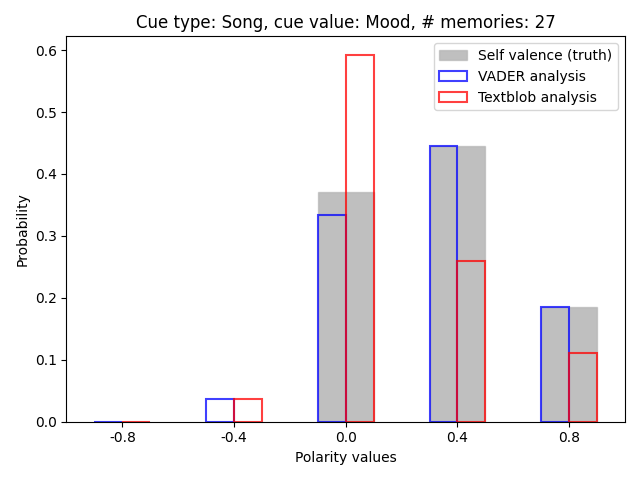 Cue type: Song, cue value: Mood, # memories: 27
Self valence (truth)
VADER analysis
Textblob analysis
Probability
0.6
0.5
0.4
0.3
0.2
0.1
0.0
-0.8 -0.4 0.0 0.4 0.8
Polarity values